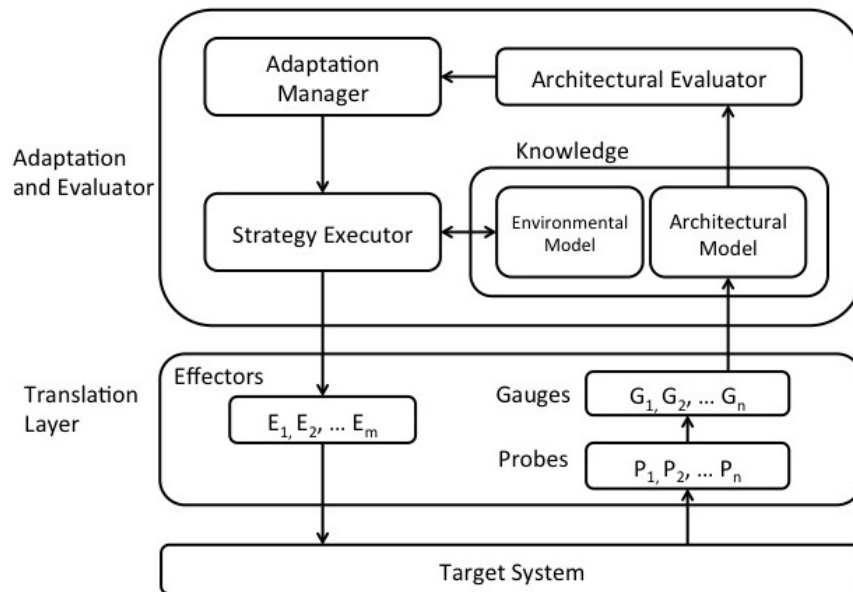 Adaptation
Manager
Architectural Evaluator
Adaptation
and Evaluator
Knowledge
Strategy Executor
Environmental
Model
Architectural
Model
Translation
Layer
Effectors
E1, E2, ... Em
Gauges
G1, G2, ... Gn
Probes
P1, P2, ... Pn
Target System